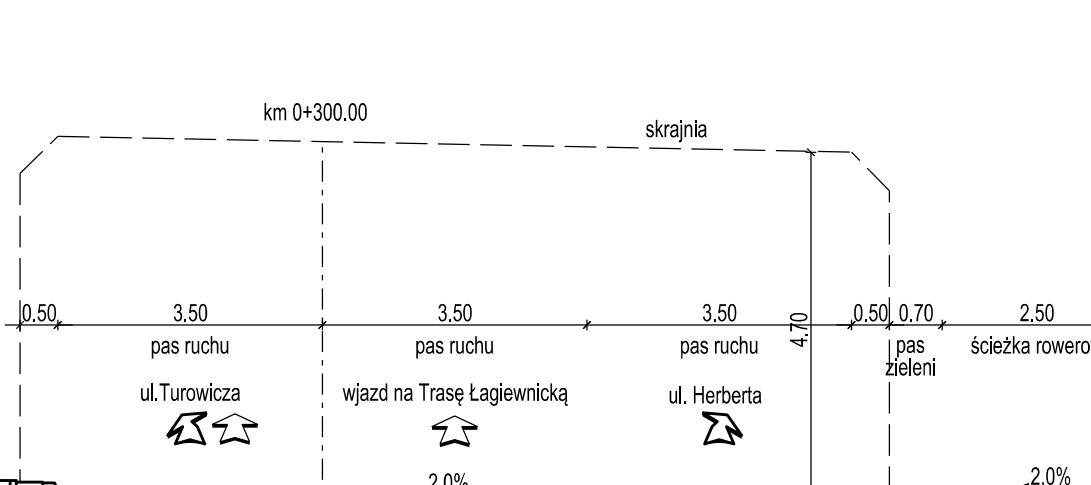 km 0+300.00
skrajnia
0.50 3.50 3.50 3.50 0.50 0.70 2.50
4.70
pas ruchu pas ruchu pas ruchu pas
zieleni
ul.Turowicza wjazd na Trasę Łagiewnicką ul. Herberta
2.0% 2.0%
ścieżka